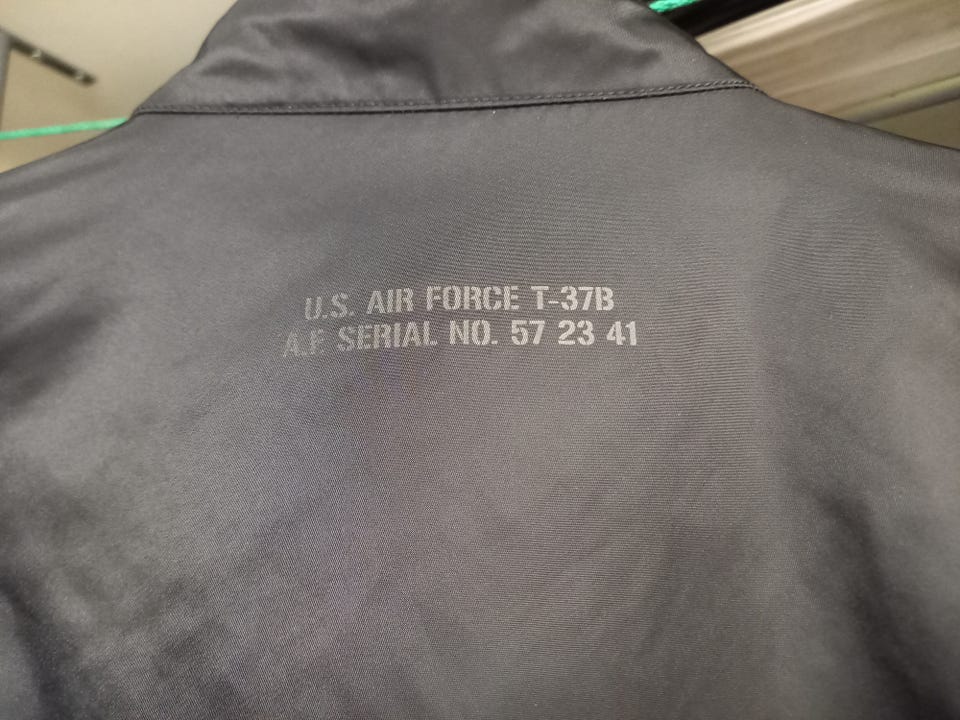 U.S. AIR FORCE T-37B
A.F. SERIAL NO. 57 23 41